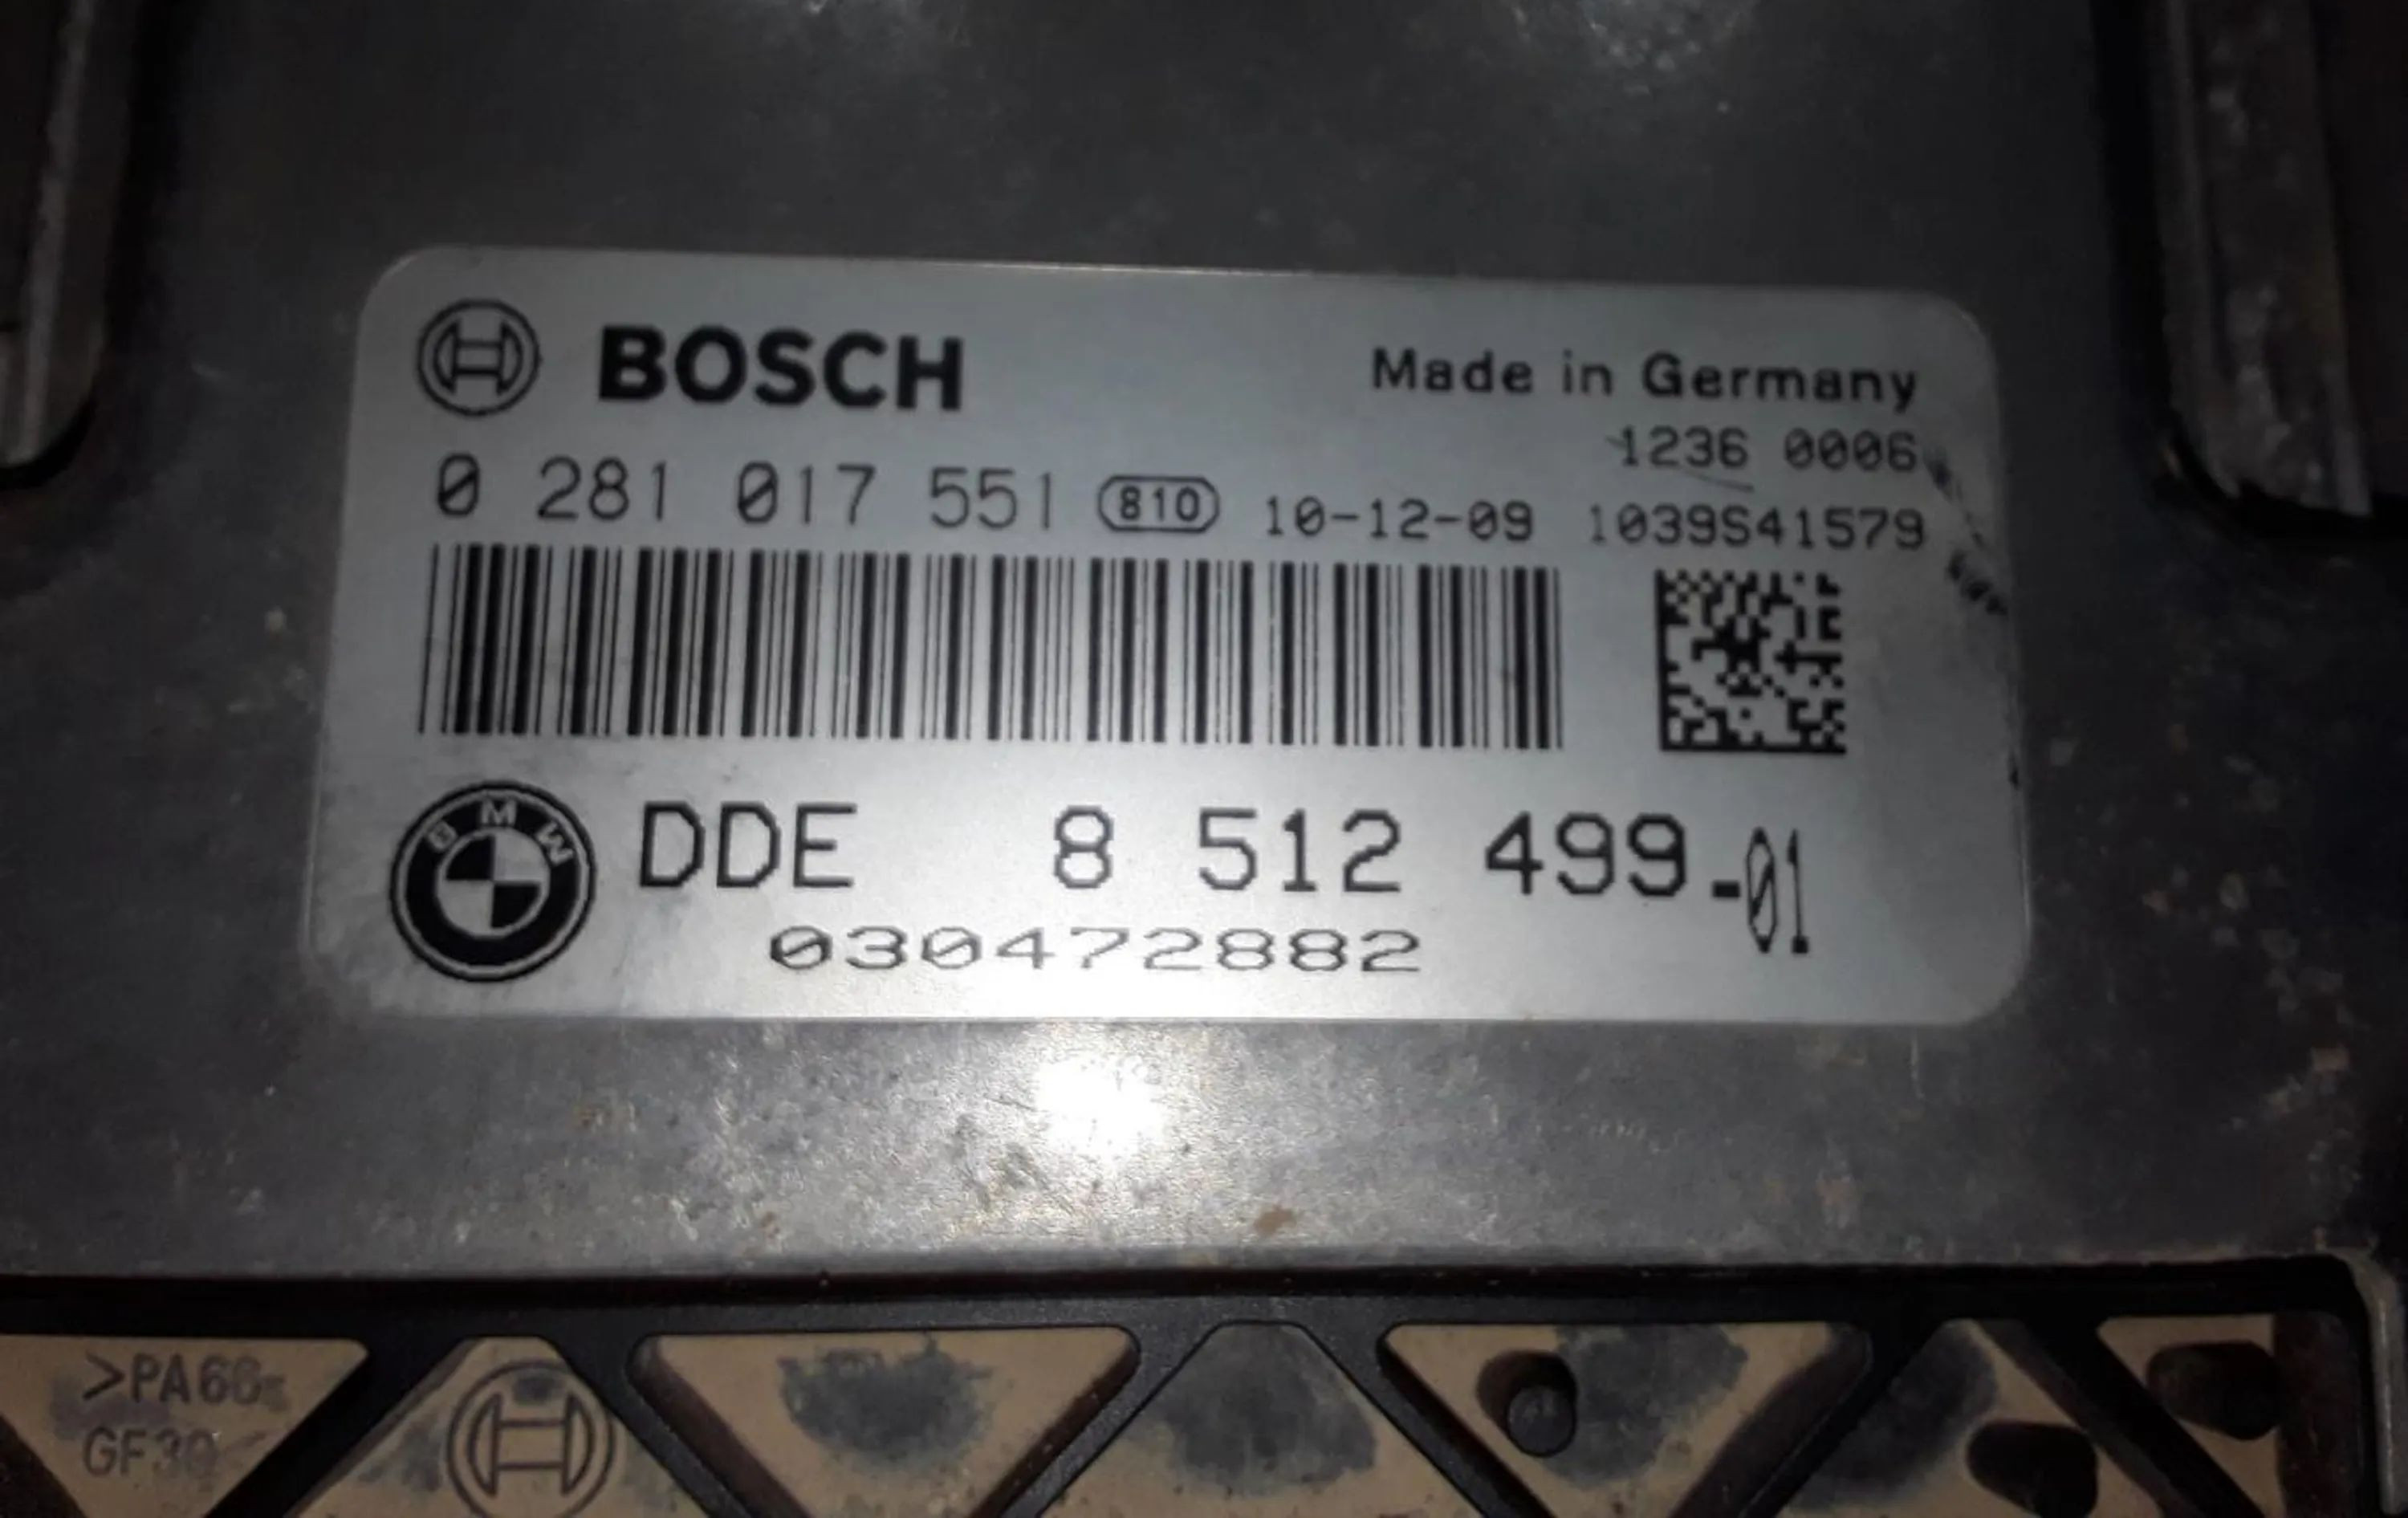 BOSCH
Made in Germany
1236 0006
0 281 017 551 810 10-12-09 1039S41579
BMW
DDE 8 512 499-01
030472882
>PA66-
GF30